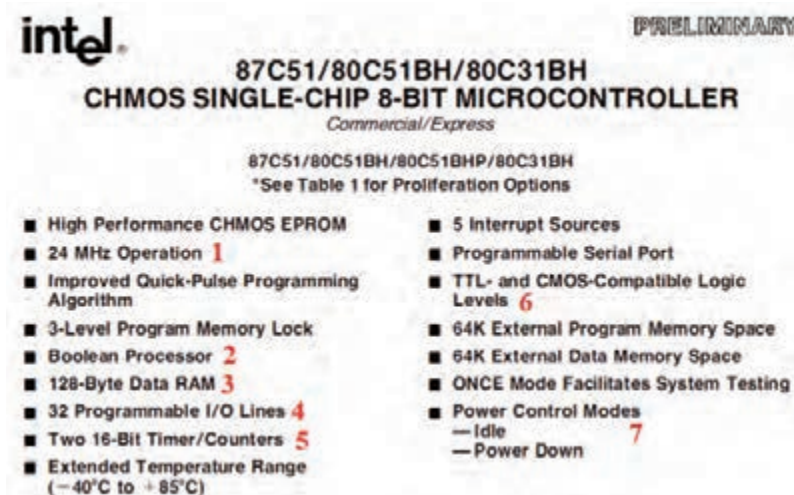 intel®
PRELIMINARY
87C51/80C51BH/80C31BH
CHMOS SINGLE-CHIP 8-BIT MICROCONTROLLER
Commercial/Express
87C51/80C51BH/80C51BHP/80C31BH
*See Table 1 for Proliferation Options
■ High Performance CHMOS EPROM
■ 24 MHz Operation 1
■ Improved Quick-Pulse Programming
Algorithm
■ 3-Level Program Memory Lock
■ Boolean Processor 2
■ 128-Byte Data RAM 3
■ 32 Programmable I/O Lines 4
■ Two 16-Bit Timer/Counters 5
■ Extended Temperature Range
(−40°C to +85°C)
■ 5 Interrupt Sources
■ Programmable Serial Port
■ TTL- and CMOS-Compatible Logic
Levels 6
■ 64K External Program Memory Space
■ 64K External Data Memory Space
■ ONCE Mode Facilitates System Testing
■ Power Control Modes
— Idle 7
— Power Down